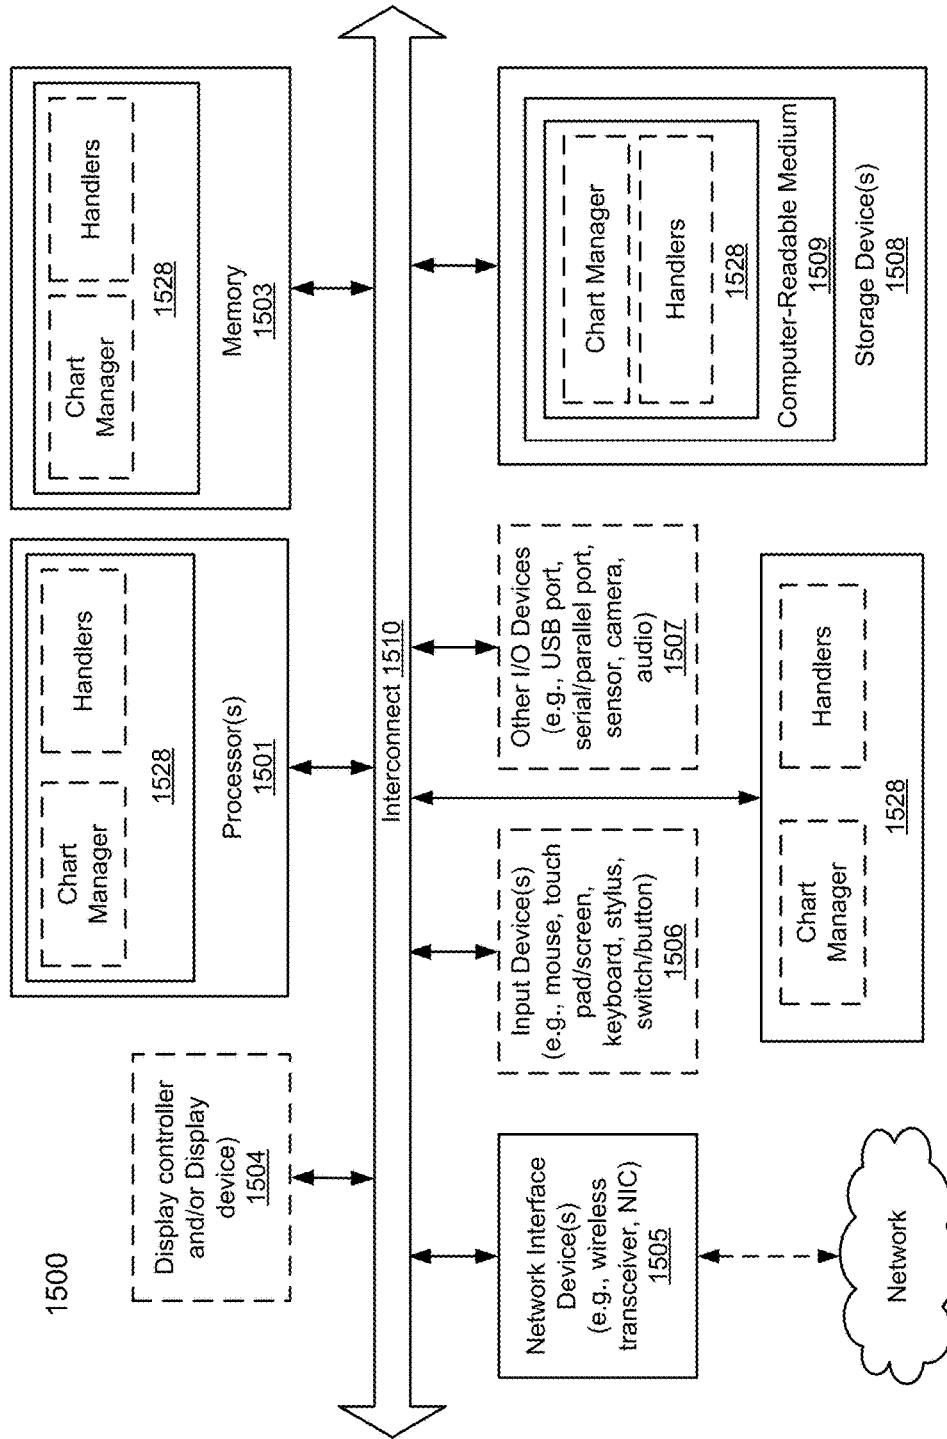 1500
Display controller
and/or Display
device)
1504
Chart
Manager
Handlers
1528
Processor(s)
1501
Chart
Manager
Handlers
1528
Memory
1503
Interconnect 1510
Network Interface
Device(s)
(e.g., wireless
transceiver, NIC)
1505
Input Device(s)
(e.g., mouse, touch
pad/screen,
keyboard, stylus,
switch/button)
1506
Other I/O Devices
(e.g., USB port,
serial/parallel port,
sensor, camera,
audio)
1507
Chart Manager
Handlers
1528
Computer-Readable Medium
1509
Storage Device(s)
1508
Network
Chart
Manager
Handlers
1528